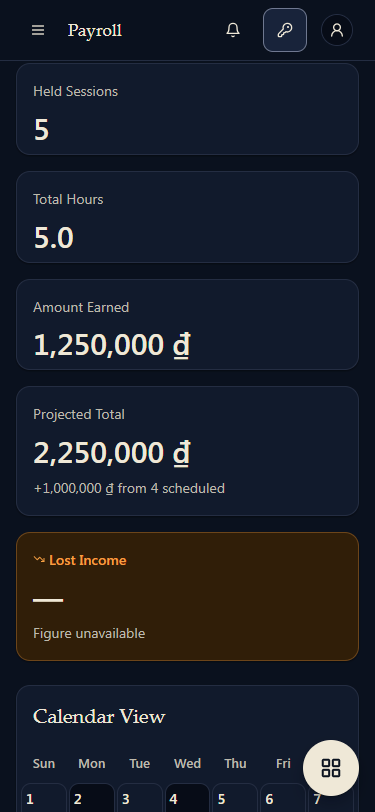 Payroll
Held Sessions
5
Total Hours
5.0
Amount Earned
1,250,000 ₫
Projected Total
2,250,000 ₫
+1,000,000 ₫ from 4 scheduled
Lost Income
—
Figure unavailable
Calendar View
Sun Mon Tue Wed Thu Fri
1 2 3 4 5 6 7